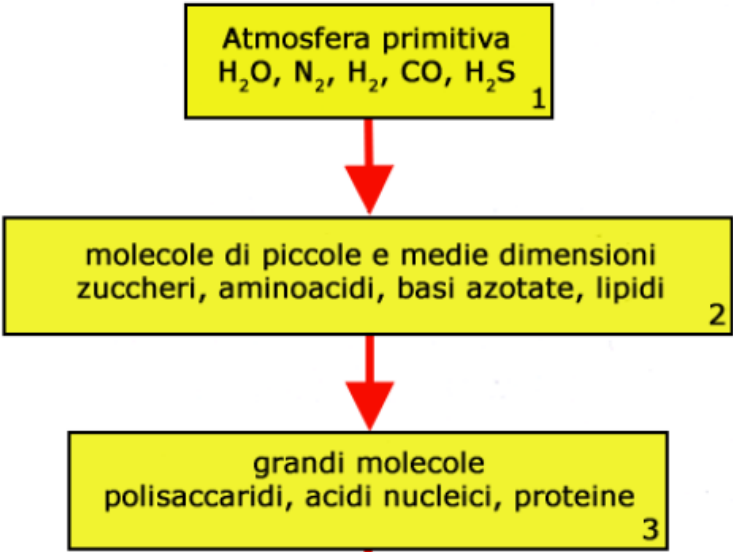 Atmosfera primitiva
H₂O, N₂, H₂, CO, H₂S
1
molecole di piccole e medie dimensioni
zuccheri, aminoacidi, basi azotate, lipidi
2
grandi molecole
polisaccaridi, acidi nucleici, proteine
3